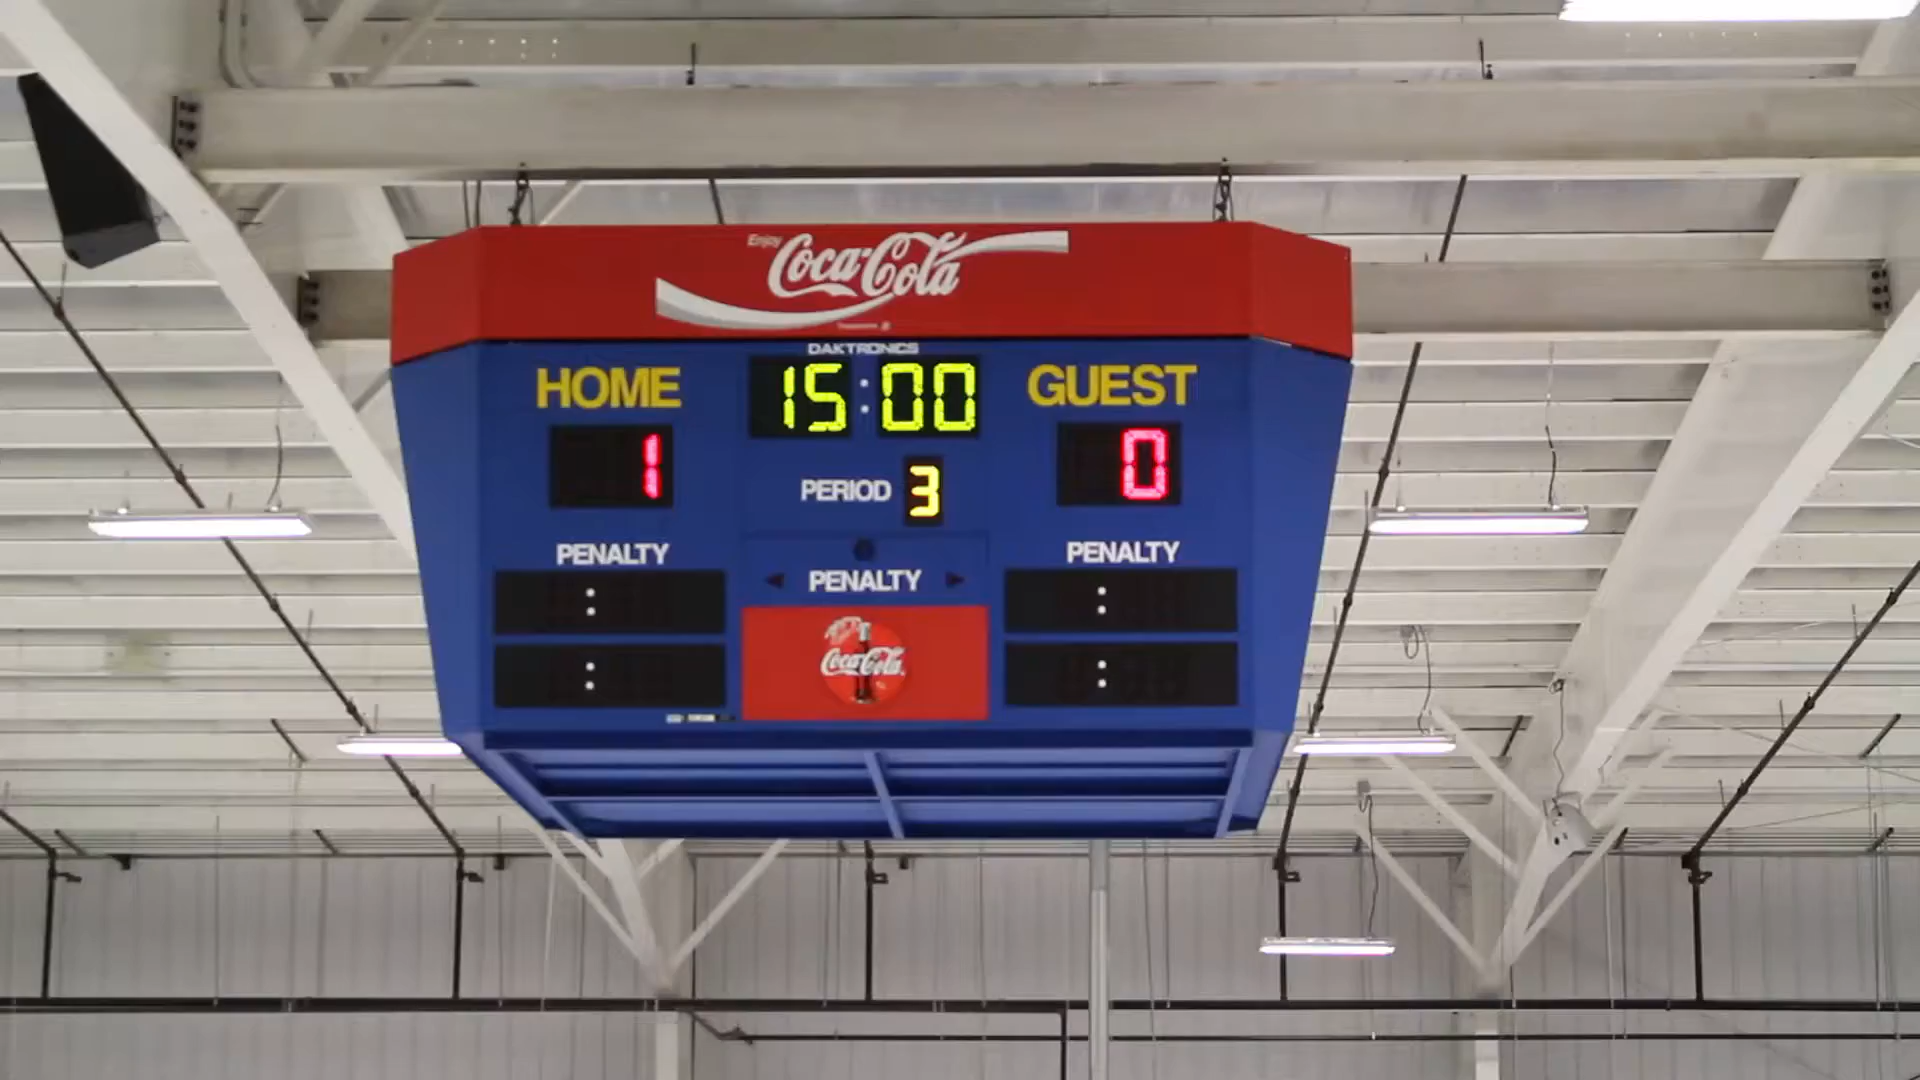 Enjoy
Coca-Cola
DAKTRONICS
HOME 15:00 GUEST
1 0
PERIOD 3
PENALTY PENALTY
: PENALTY :
Coca-Cola
: :